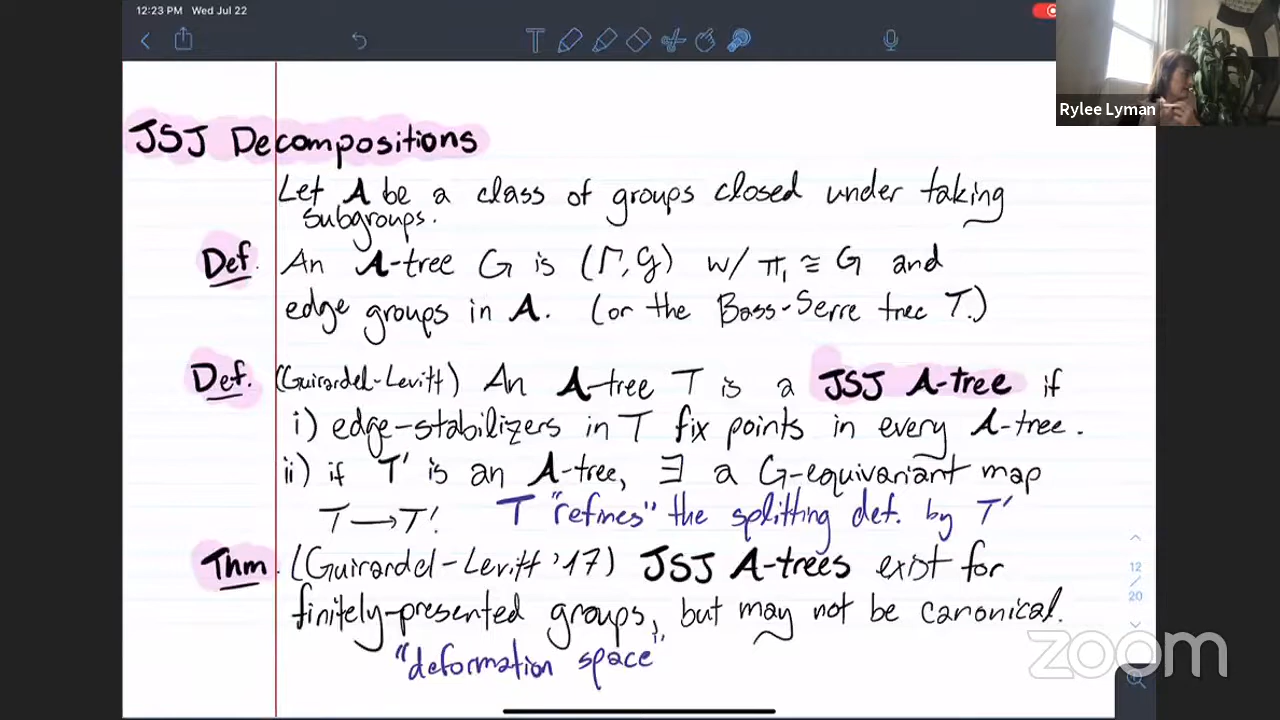 12:23 PM Wed Jul 22
Rylee Lyman
JSJ Decompositions
Let A be a class of groups closed under taking
subgroups.
Def. An A-tree G is (Γ, G) w/ π₁ ≅ G and
edge groups in A. (or the Bass-Serre tree T.)
Def. (Guirardel-Levitt) An A-tree T is a JSJ A-tree if
i) edge-stabilizers in T fix points in every A-tree.
ii) if T' is an A-tree, ∃ a G-equivariant map
T → T'. T "refines" the splitting def. by T'
Thm. (Guirardel-Levitt '17) JSJ A-trees exist for
finitely-presented groups, but may not be canonical.
"deformation space"
12
/
20
zoom